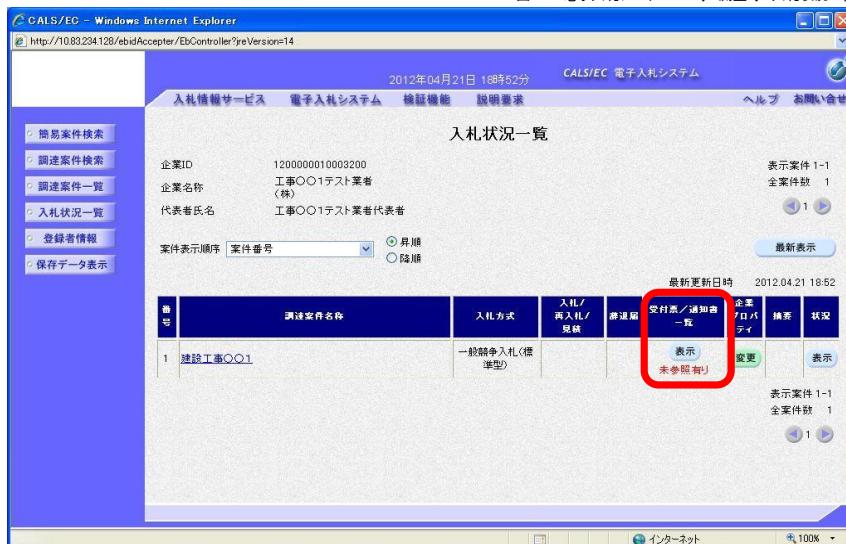 CALS/EC - Windows Internet Explorer
http://10.83.234.128/ebidAccepter/EbController?jreVersion=14
2012年04月21日 18時52分
CALS/EC 電子入札システム
入札情報サービス 電子入札システム 検証機能 説明要求 ヘルプ お問い合せ
簡易案件検索
調達案件検索
調達案件一覧
入札状況一覧
登録者情報
保存データ表示
入札状況一覧
企業ID 1200000010003200
企業名称 工事○○1テスト業者
(株)
代表者氏名 工事○○1テスト業者代表者
表示案件 1-1
全案件数 1
1
案件表示順序 案件番号
昇順
降順
最新表示
最新更新日時 2012.04.21 18:52
番号 調達案件名称 入札方式 入札/再入札/見積 辞退届 受付票/通知書一覧 企業プロパティ 摘要 状況
1 建設工事○○1 一般競争入札(標準型) 表示 未参照有り 変更 表示
表示案件 1-1
全案件数 1
1
インターネット 100%